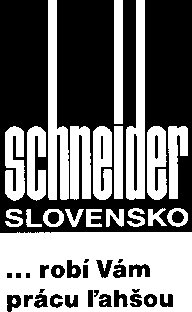 schneider
SLOVENSKO
... robí Vám
prácu ľahšou